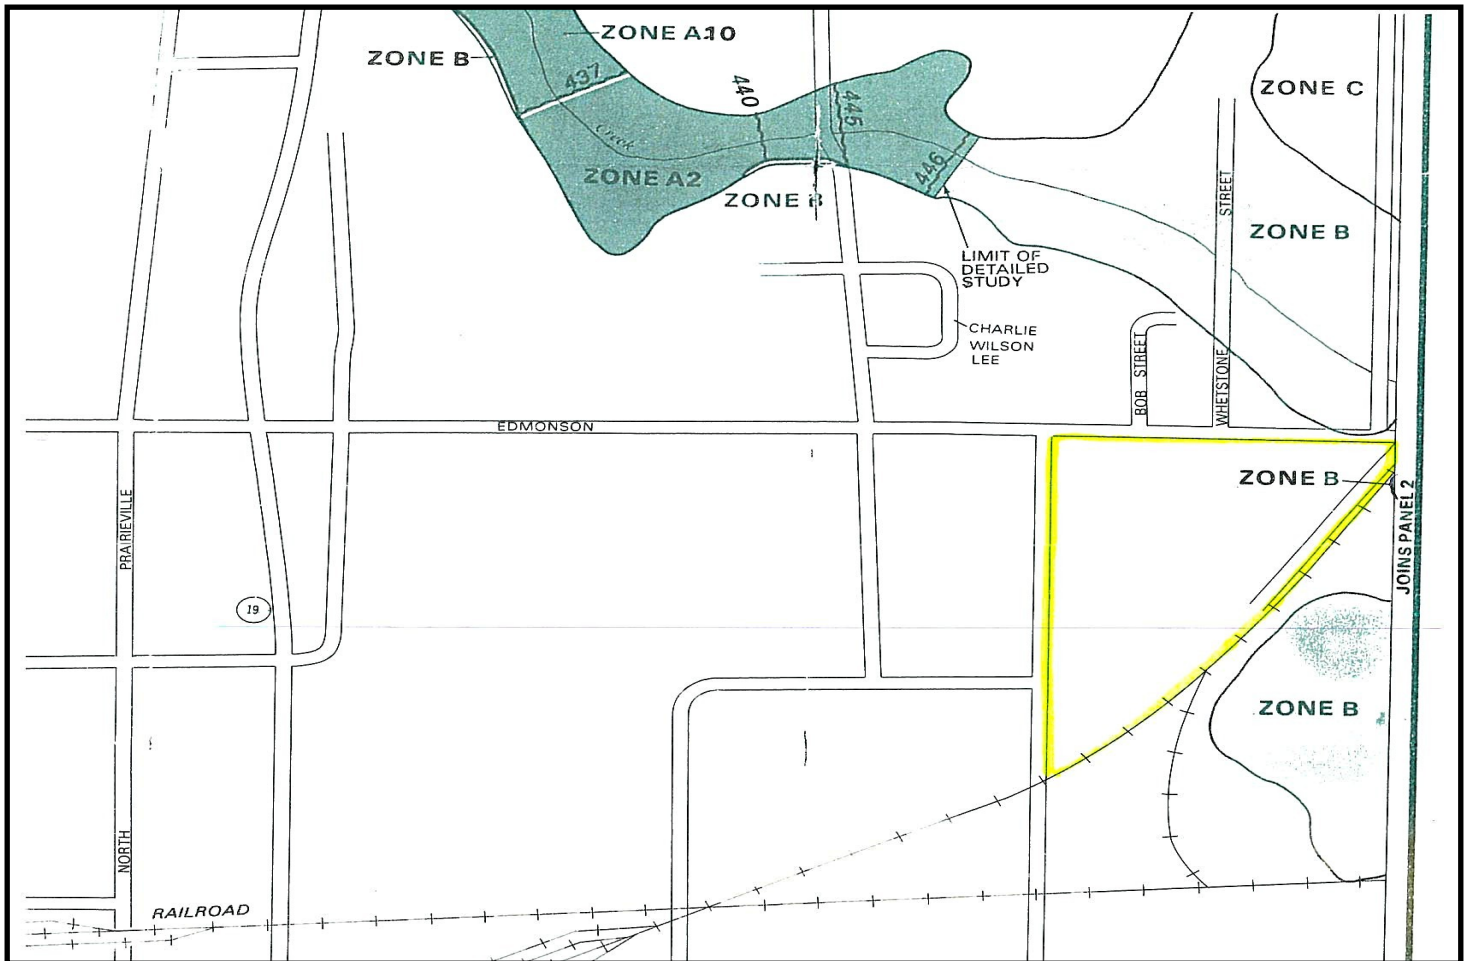 ZONE A10
ZONE B
437
440
445
ZONE C
Creek
446
ZONE A2
ZONE B
STREET
ZONE B
LIMIT OF
DETAILED
STUDY
CHARLIE
WILSON
LEE
BOB STREET
WHETSTONE
EDMONSON
ZONE B
JOINS PANEL 2
PRAIRIEVILLE
19
ZONE B
NORTH
RAILROAD